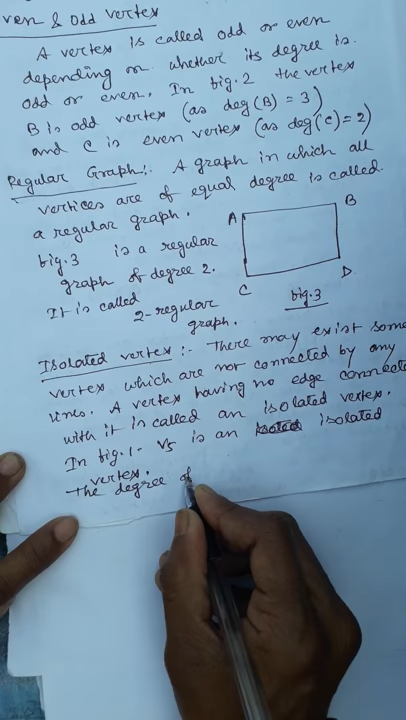 ven & Odd vertex
A vertex is called odd or even
depending on whether its degree is
odd or even. In fig. 2 the vertex
B is odd vertex (as deg(B) = 3)
and C is even vertex (as deg(C) = 2)
Regular Graph:- A graph in which all
vertices are of equal degree is called
a regular graph.
fig. 3 is a regular
graph of degree 2.
It is called
2-regular
graph.
A
B
C
D
fig. 3
Isolated vertex:- There may exist some
vertex which are not connected by any
lines. A vertex having no edge connecte
with it is called an isolated vertex.
In fig. 1- V5 is an isolated
vertex.
The degree of